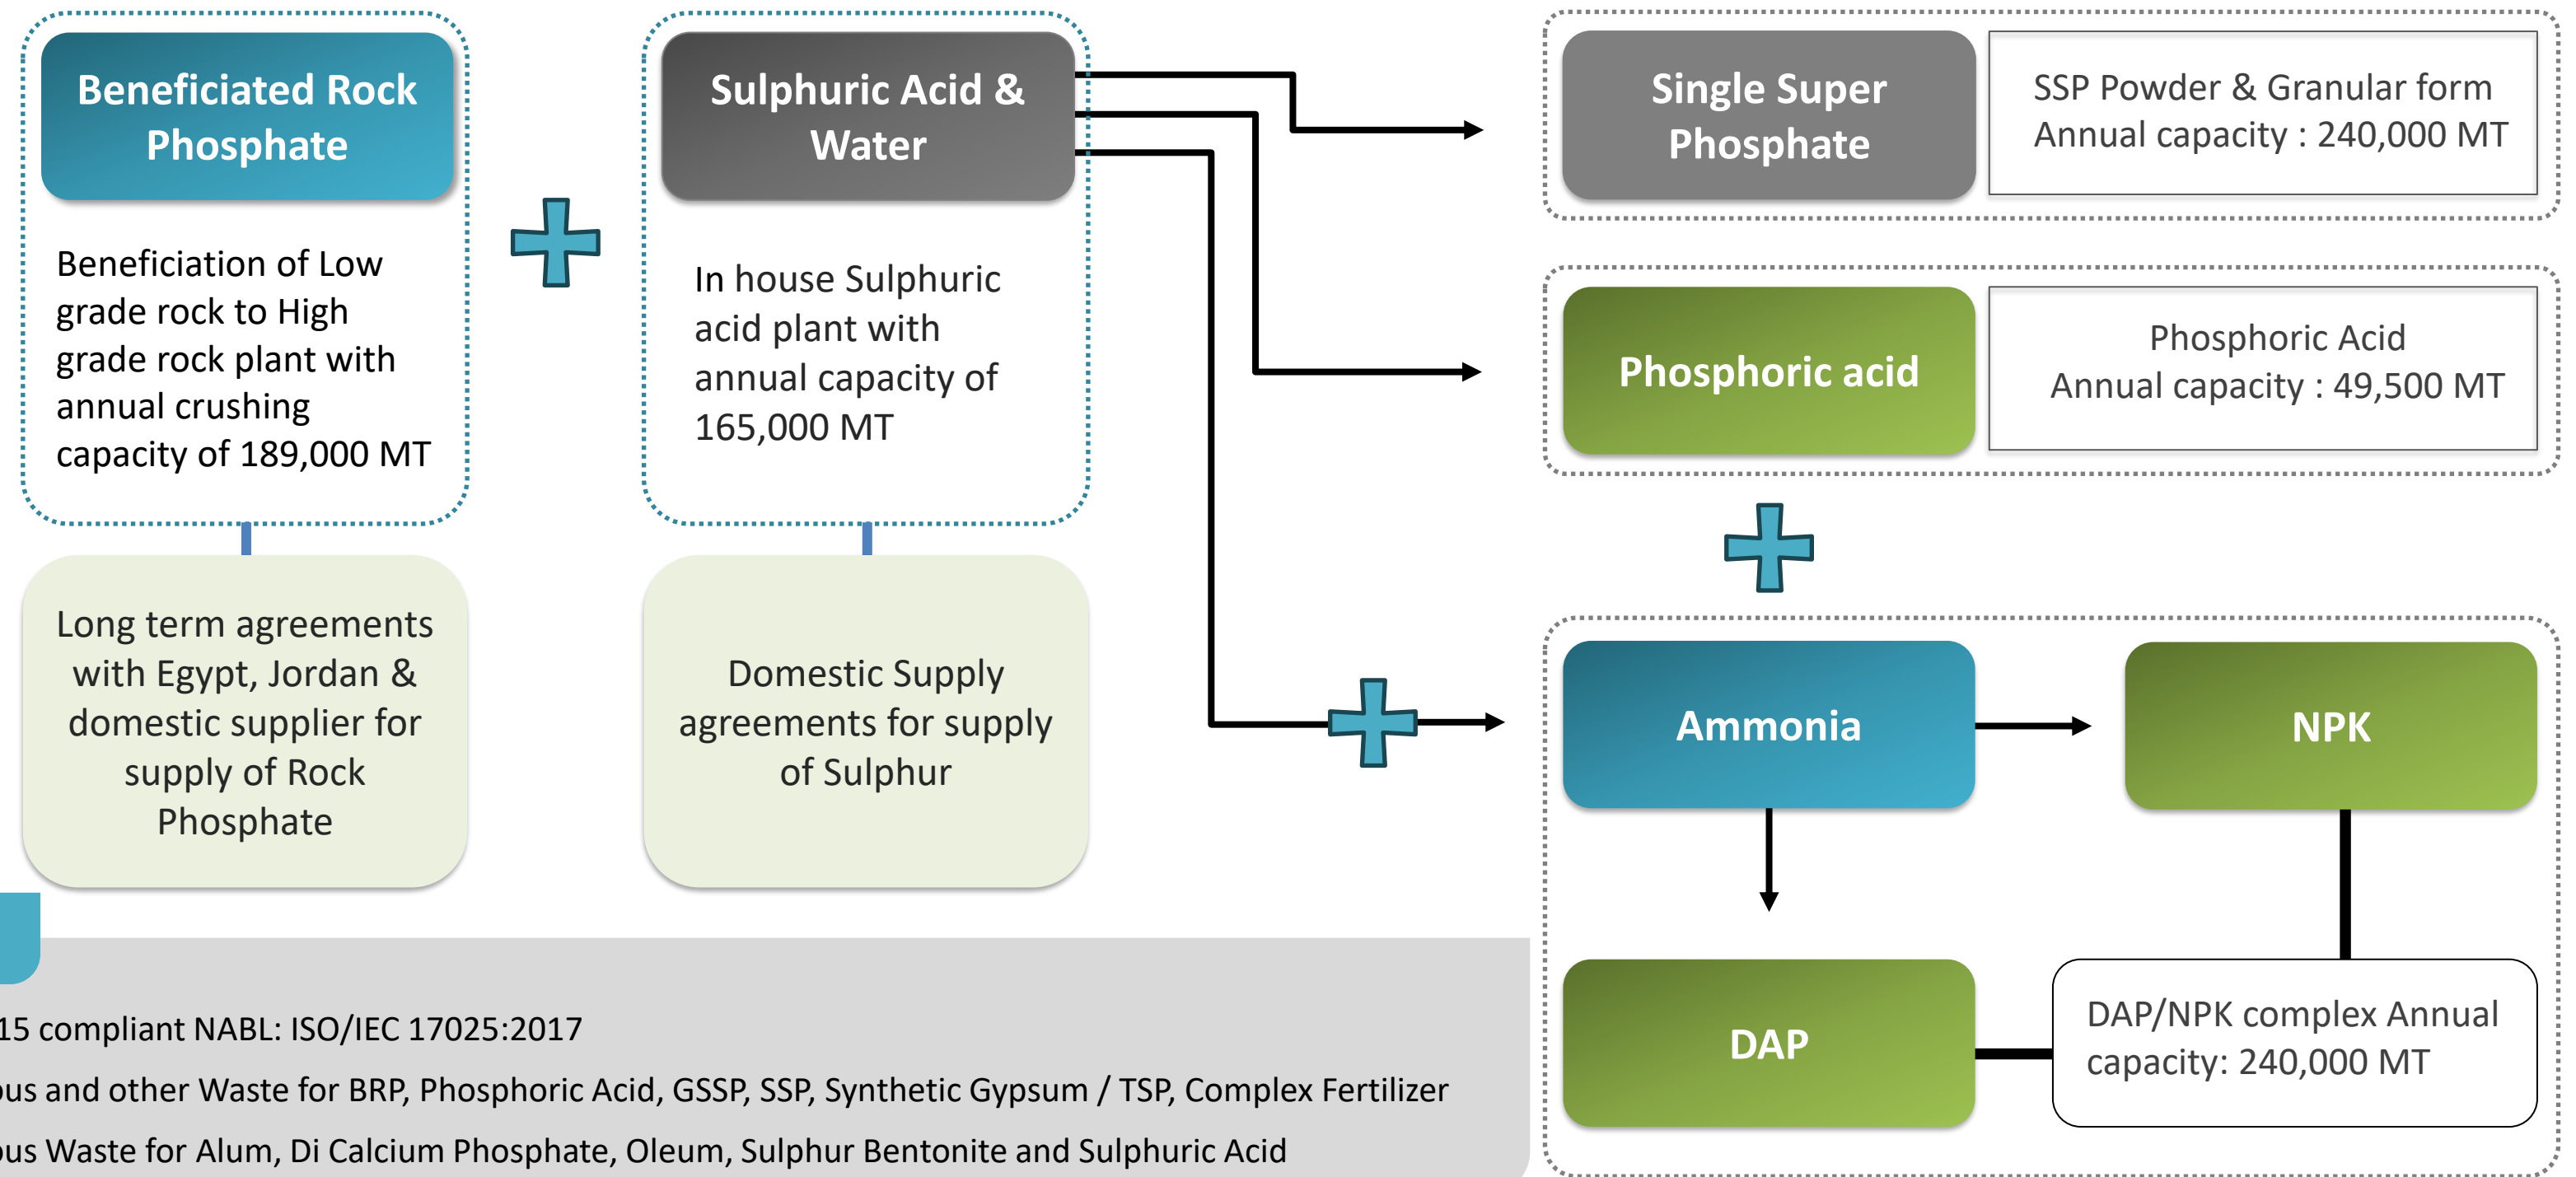 Beneficiated Rock
Phosphate
Beneficiation of Low
grade rock to High
grade rock plant with
annual crushing
capacity of 189,000 MT
Long term agreements
with Egypt, Jordan &
domestic supplier for
supply of Rock
Phosphate
Sulphuric Acid &
Water
In house Sulphuric
acid plant with
annual capacity of
165,000 MT
Domestic Supply
agreements for supply
of Sulphur
Single Super
Phosphate
SSP Powder & Granular form
Annual capacity : 240,000 MT
Phosphoric acid
Phosphoric Acid
Annual capacity : 49,500 MT
Ammonia
NPK
DAP
DAP/NPK complex Annual
capacity: 240,000 MT
15 compliant NABL: ISO/IEC 17025:2017
ous and other Waste for BRP, Phosphoric Acid, GSSP, SSP, Synthetic Gypsum / TSP, Complex Fertilizer
ous Waste for Alum, Di Calcium Phosphate, Oleum, Sulphur Bentonite and Sulphuric Acid